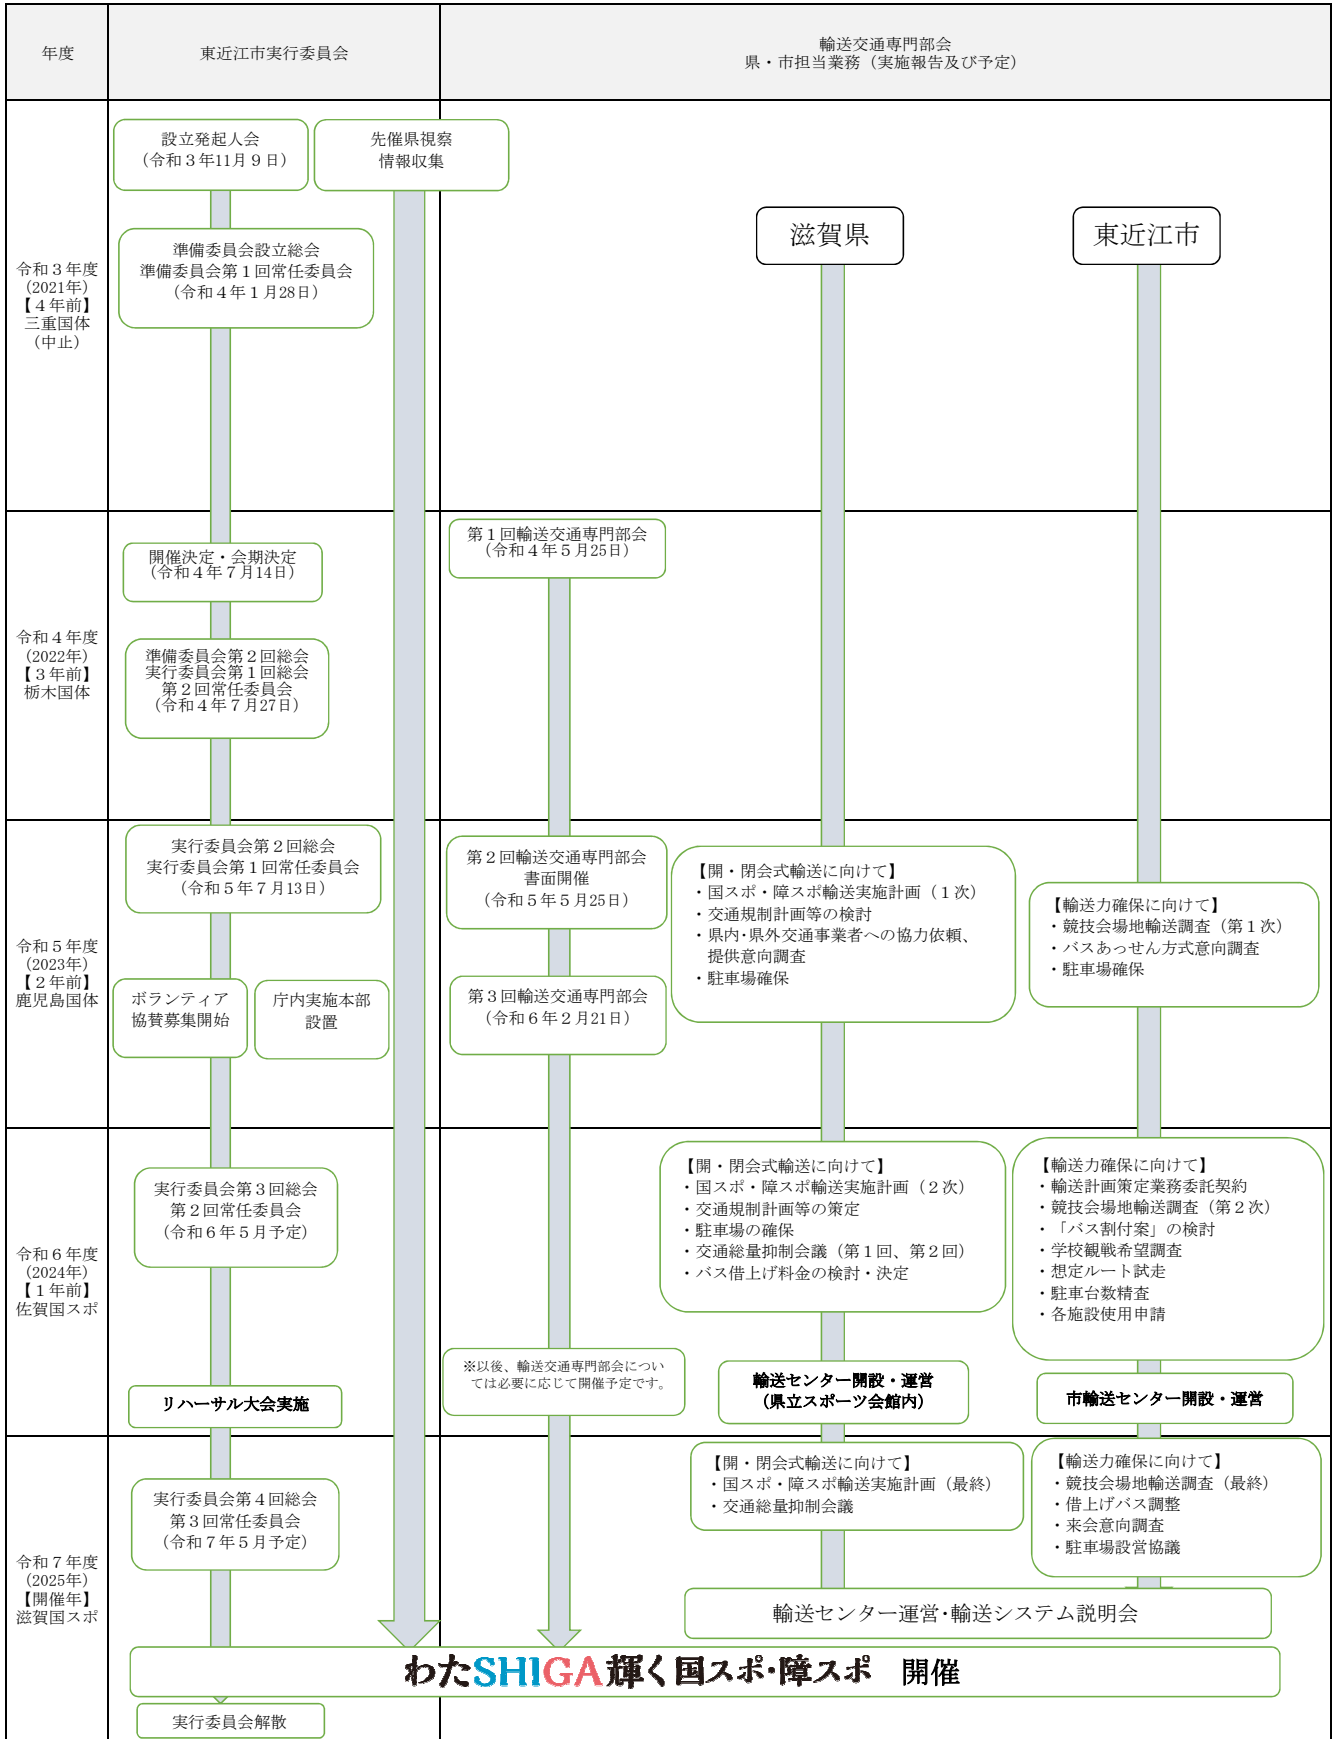 年度
東近江市実行委員会
輸送交通専門部会
県・市担当業務（実施報告及び予定）
令和３年度
(2021年)
【４年前】
三重国体
（中止）
設立発起人会
（令和３年11月９日）
先催県視察
情報収集
準備委員会設立総会
準備委員会第１回常任委員会
（令和４年１月28日）
滋賀県
東近江市
令和４年度
(2022年)
【３年前】
栃木国体
開催決定・会期決定
（令和４年７月14日）
準備委員会第２回総会
実行委員会第１回総会
第２回常任委員会
（令和４年７月27日）
第１回輸送交通専門部会
（令和４年５月25日）
令和５年度
(2023年)
【２年前】
鹿児島国体
実行委員会第２回総会
実行委員会第１回常任委員会
（令和５年７月13日）
ボランティア
協賛募集開始
庁内実施本部
設置
第２回輸送交通専門部会
書面開催
（令和５年５月25日）
第３回輸送交通専門部会
（令和６年２月21日）
【開・閉会式輸送に向けて】
・国スポ・障スポ輸送実施計画（１次）
・交通規制計画等の検討
・県内・県外交通事業者への協力依頼、
提供意向調査
・駐車場確保
【輸送力確保に向けて】
・競技会場地輸送調査（第１次）
・バスあっせん方式意向調査
・駐車場確保
令和６年度
(2024年)
【１年前】
佐賀国スポ
実行委員会第３回総会
第２回常任委員会
（令和６年５月予定）
リハーサル大会実施
※以後、輸送交通専門部会につい
ては必要に応じて開催予定です。
【開・閉会式輸送に向けて】
・国スポ・障スポ輸送実施計画（２次）
・交通規制計画等の策定
・駐車場の確保
・交通総量抑制会議（第１回、第２回）
・バス借上げ料金の検討・決定
輸送センター開設・運営
（県立スポーツ会館内）
【輸送力確保に向けて】
・輸送計画策定業務委託契約
・競技会場地輸送調査（第２次）
・「バス割付案」の検討
・学校観戦希望調査
・想定ルート試走
・駐車台数精査
・各施設使用申請
市輸送センター開設・運営
令和７年度
(2025年)
【開催年】
滋賀国スポ
実行委員会第４回総会
第３回常任委員会
（令和７年５月予定）
【開・閉会式輸送に向けて】
・国スポ・障スポ輸送実施計画（最終）
・交通総量抑制会議
【輸送力確保に向けて】
・競技会場地輸送調査（最終）
・借上げバス調整
・来会意向調査
・駐車場設営協議
輸送センター運営・輸送システム説明会
わたSHIGA輝く国スポ・障スポ　開催
実行委員会解散